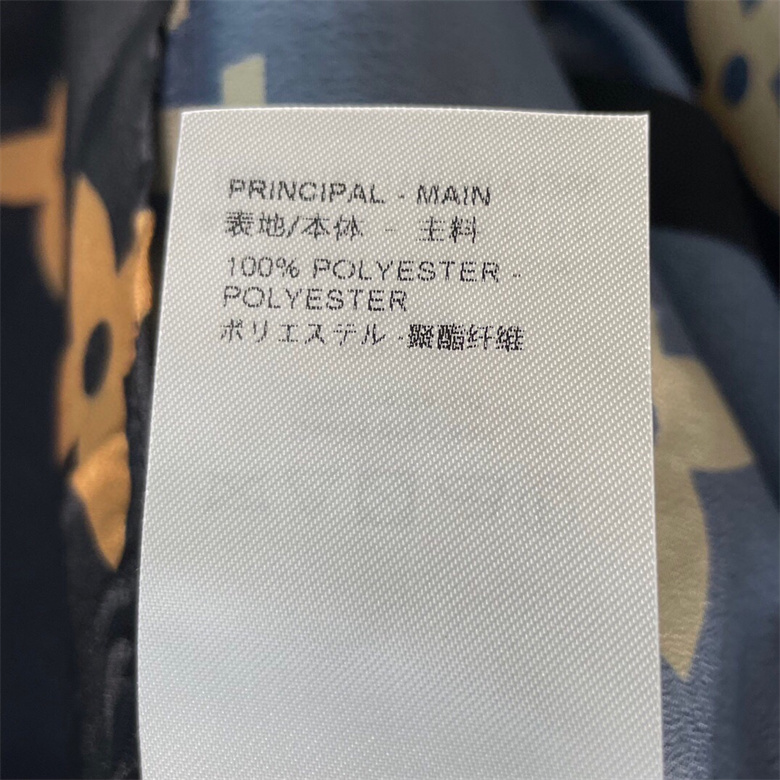 PRINCIPAL - MAIN
表地/本体 - 主料
100% POLYESTER -
POLYESTER
ポリエステル -聚酯纤维